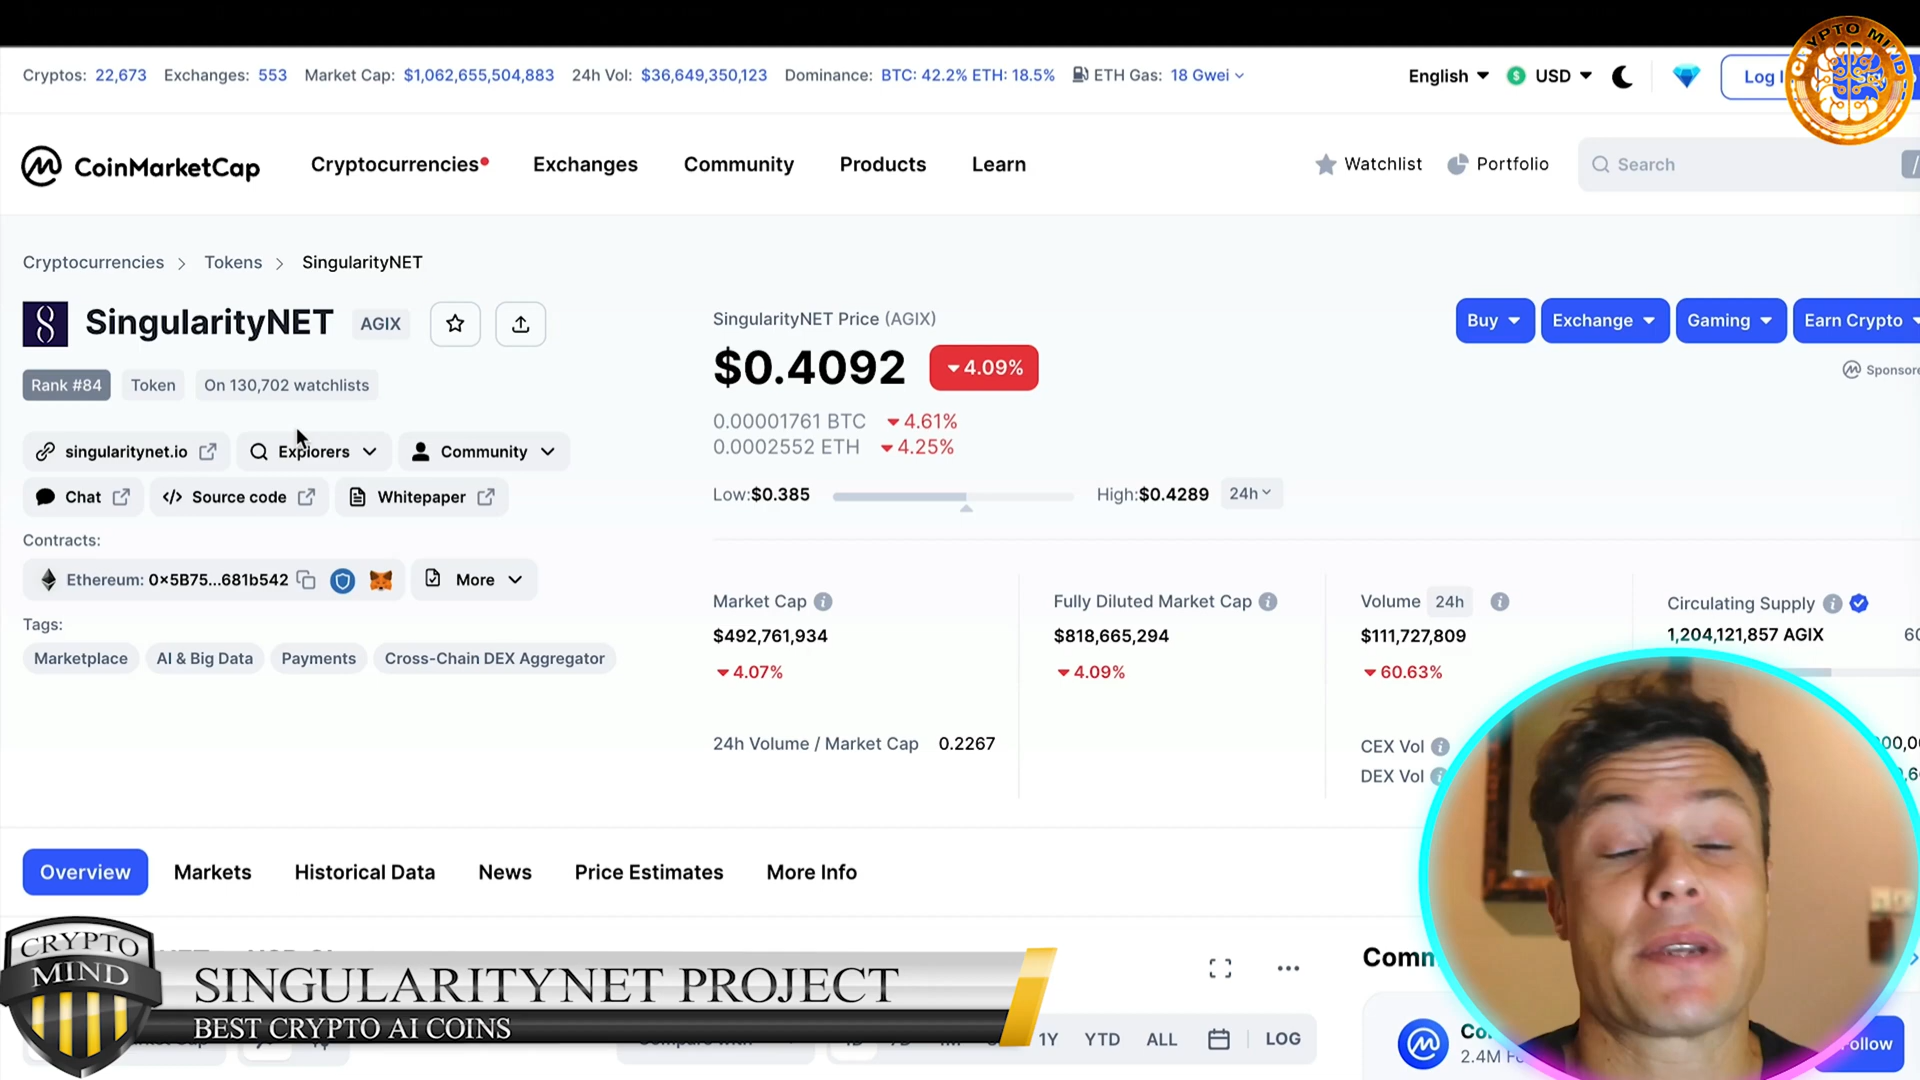 CRYPTO MIND
Cryptos: 22,673 Exchanges: 553 Market Cap: $1,062,655,504,883 24h Vol: $36,649,350,123 Dominance: BTC: 42.2% ETH: 18.5% ETH Gas: 18 Gwei
English USD Log
CoinMarketCap Cryptocurrencies Exchanges Community Products Learn Watchlist Portfolio Search /
Cryptocurrencies > Tokens > SingularityNET
SingularityNET AGIX
Rank #84 Token On 130,702 watchlists
singularitynet.io Explorers Community
Chat Source code Whitepaper
Contracts:
Ethereum: 0x5B75...681b542 More
Tags:
Marketplace AI & Big Data Payments Cross-Chain DEX Aggregator
SingularityNET Price (AGIX)
$0.4092 4.09%
0.00001761 BTC 4.61%
0.0002552 ETH 4.25%
Low:$0.385 High:$0.4289 24h
Buy Exchange Gaming Earn Crypto
Market Cap
$492,761,934
4.07%
24h Volume / Market Cap 0.2267
Fully Diluted Market Cap
$818,665,294
4.09%
Volume 24h
$111,727,809
60.63%
CEX Vol
DEX Vol
Circulating Supply
1,204,121,857 AGIX
Overview Markets Historical Data News Price Estimates More Info
1Y YTD ALL LOG
2.4M
CRYPTO
MIND
SINGULARITYNET PROJECT
BEST CRYPTO AI COINS